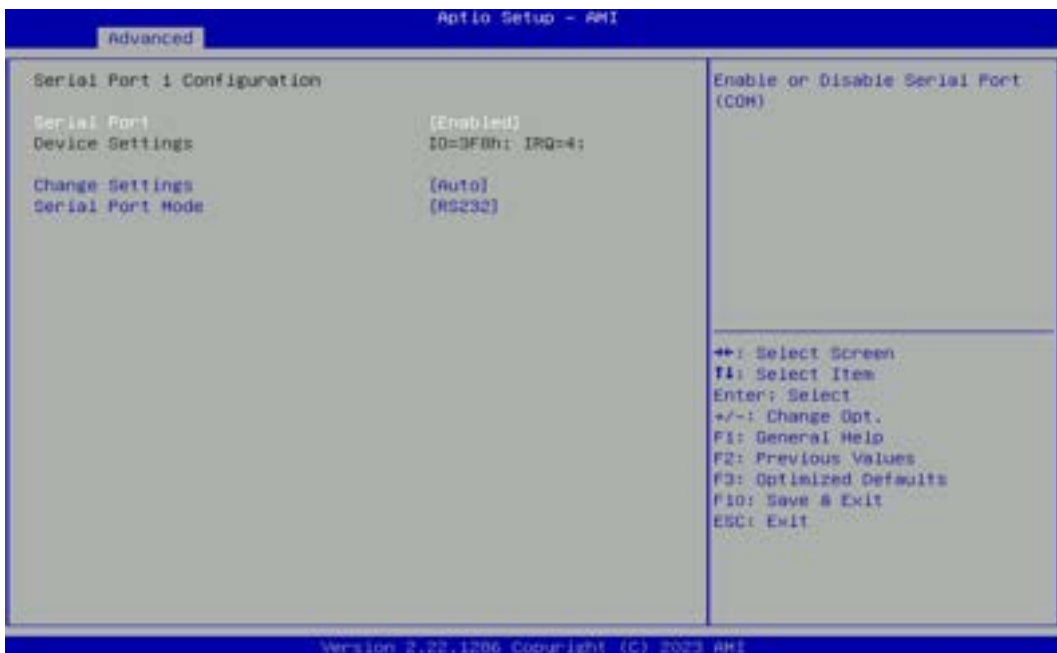 Aptio Setup - AMI
Advanced
Serial Port 1 Configuration
Serial Port [Enabled]
Device Settings IO=3F8h; IRQ=4;
Change Settings [Auto]
Serial Port Mode [RS232]
Enable or Disable Serial Port
(COM)
→←: Select Screen
↑↓: Select Item
Enter: Select
+/-: Change Opt.
F1: General Help
F2: Previous Values
F3: Optimized Defaults
F10: Save & Exit
ESC: Exit
Version 2.22.1286 Copyright (C) 2023 AMI